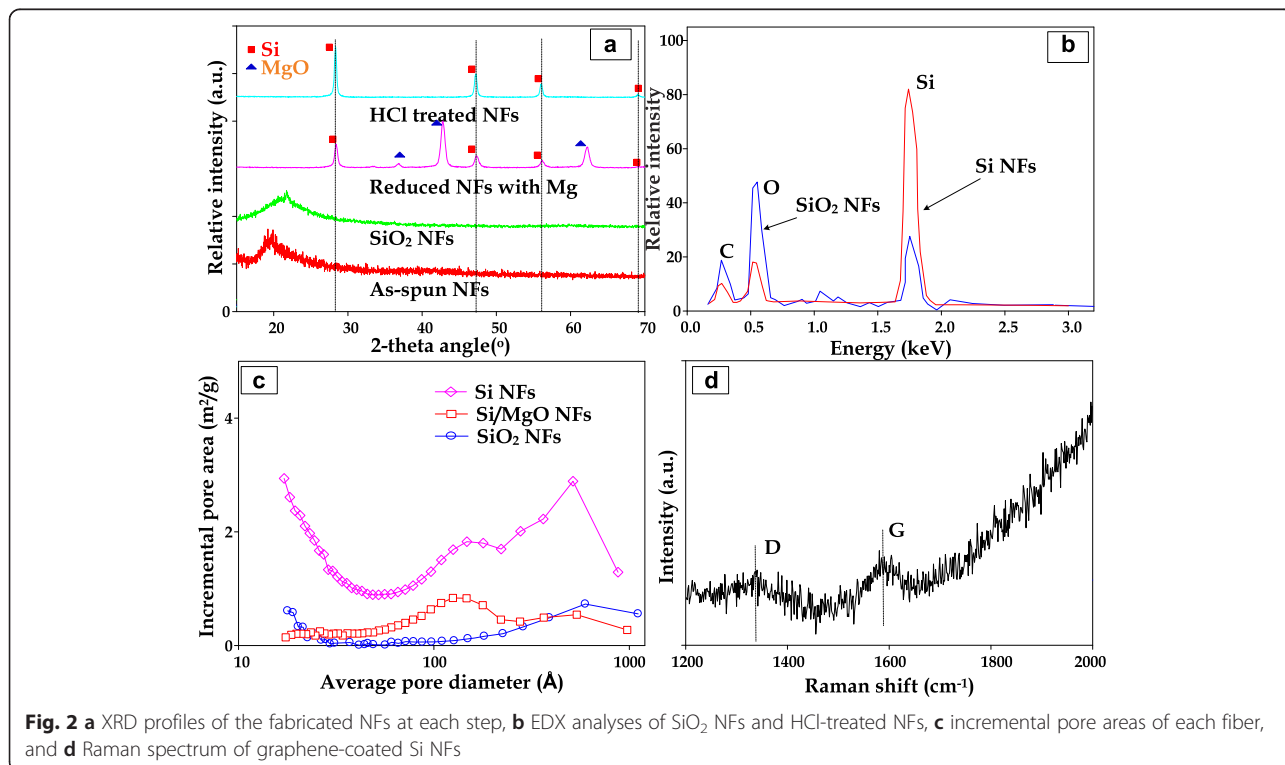 a
Si
MgO
HCl treated NFs
Reduced NFs with Mg
SiO₂ NFs
As-spun NFs
Relative intensity (a.u.)
20 30 40 50 60 70
2-theta angle(º)
b
100
80
60
40
20
0
Relative intensity
Si
Si NFs
O
SiO₂ NFs
C
0.0 0.5 1.0 1.5 2.0 2.5 3.0
Energy (keV)
c
Si NFs
Si/MgO NFs
SiO₂ NFs
4
2
0
Incremental pore area (m²/g)
10 100 1000
Average pore diameter (Å)
d
D
G
Intensity (a.u.)
1200 1400 1600 1800 2000
Raman shift (cm⁻¹)
Fig. 2 a XRD profiles of the fabricated NFs at each step, b EDX analyses of SiO₂ NFs and HCl-treated NFs, c incremental pore areas of each fiber,
and d Raman spectrum of graphene-coated Si NFs